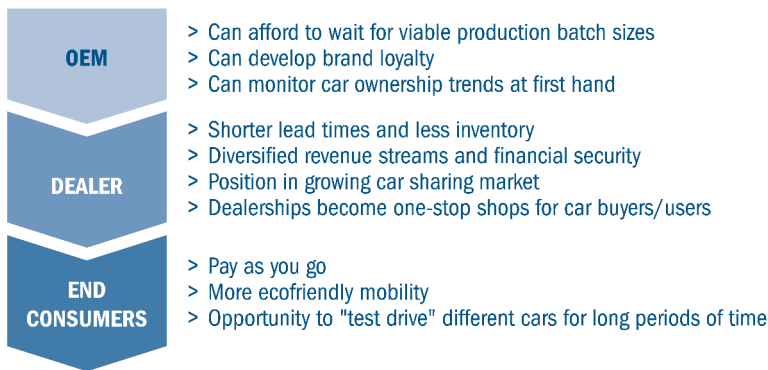 OEM
> Can afford to wait for viable production batch sizes
> Can develop brand loyalty
> Can monitor car ownership trends at first hand
DEALER
> Shorter lead times and less inventory
> Diversified revenue streams and financial security
> Position in growing car sharing market
> Dealerships become one-stop shops for car buyers/users
END
CONSUMERS
> Pay as you go
> More ecofriendly mobility
> Opportunity to "test drive" different cars for long periods of time